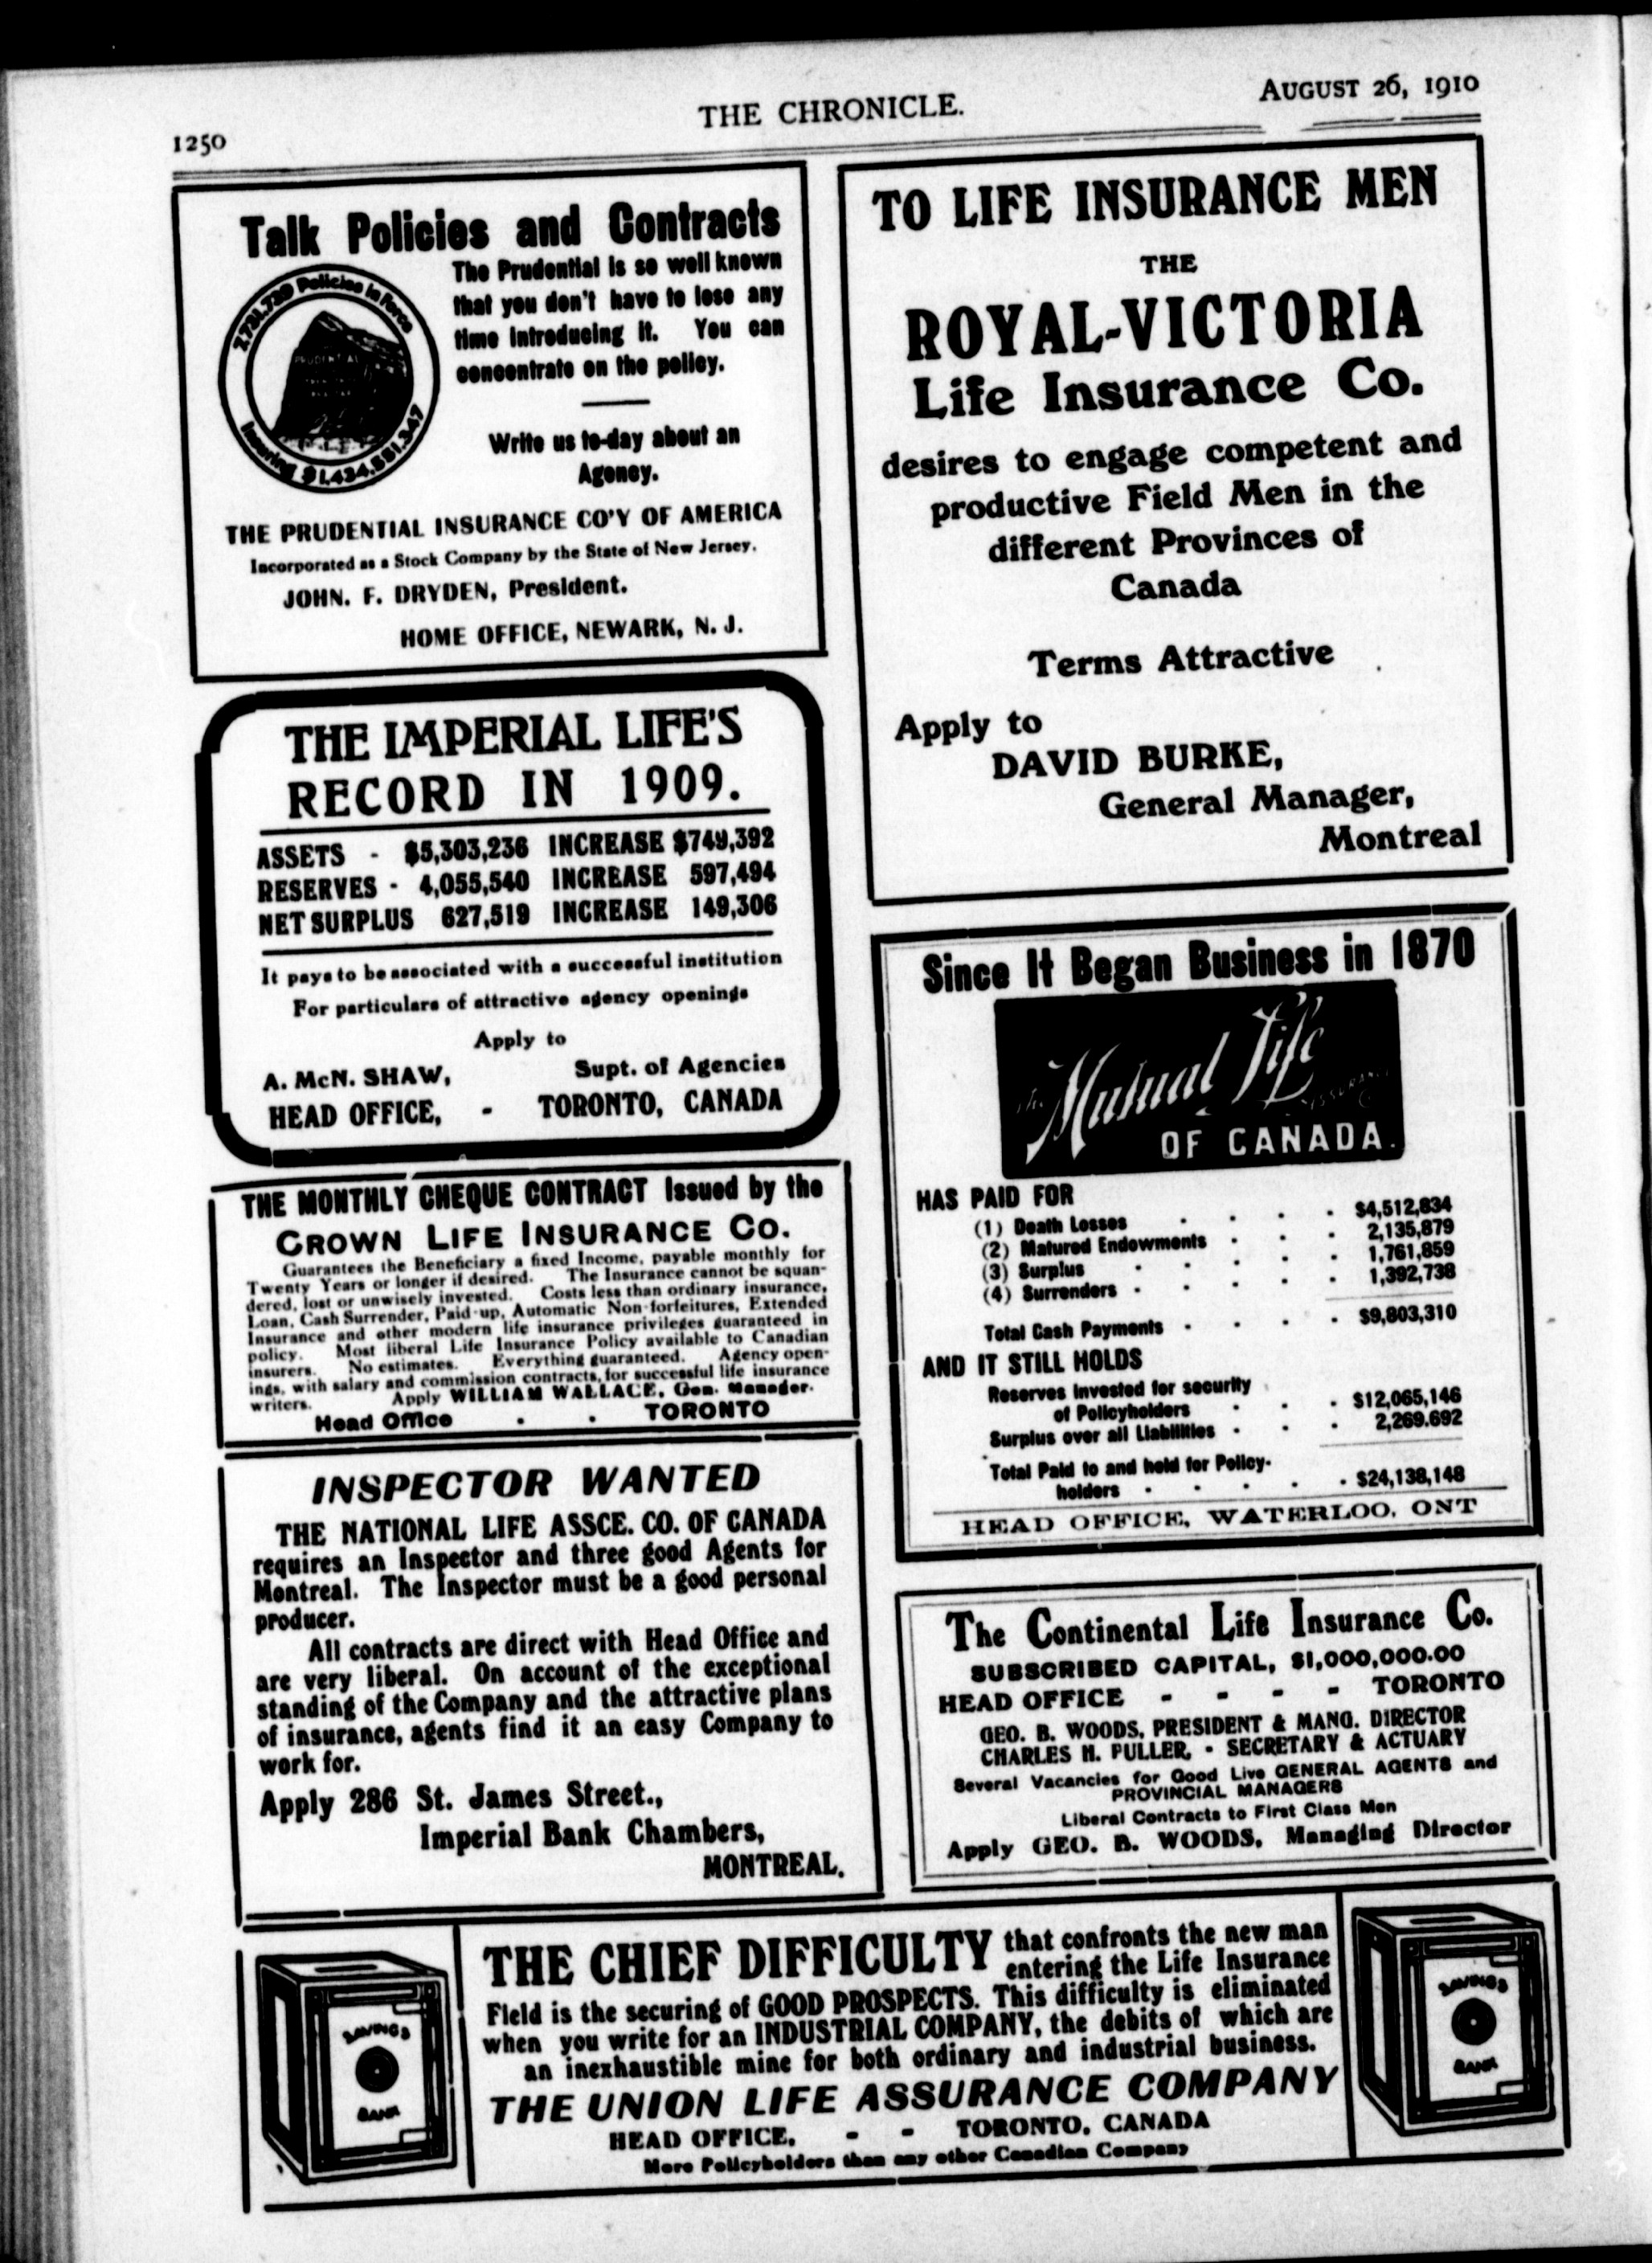 1250
THE CHRONICLE.
AUGUST 26, 1910
Talk Policies and Contracts
2,721,739 Policies in Force
PRUDENTIAL
Insuring $1,434,551,347
The Prudential is so well known
that you don't have to lose any
time introducing it. You can
concentrate on the policy.
Write us to-day about an
Agency.
THE PRUDENTIAL INSURANCE CO'Y OF AMERICA
Incorporated as a Stock Company by the State of New Jersey.
JOHN. F. DRYDEN, President.
HOME OFFICE, NEWARK, N. J.
THE IMPERIAL LIFE'S
RECORD IN 1909.
ASSETS - $5,303,236 INCREASE $749,392
RESERVES - 4,055,540 INCREASE 597,494
NET SURPLUS 627,519 INCREASE 149,306
It pays to be associated with a successful institution
For particulars of attractive agency openings
Apply to
A. McN. SHAW, Supt. of Agencies
HEAD OFFICE, - TORONTO, CANADA
THE MONTHLY CHEQUE CONTRACT Issued by the
CROWN LIFE INSURANCE CO.
Guarantees the Beneficiary a fixed Income, payable monthly for
Twenty Years or longer if desired. The Insurance cannot be squan-
dered, lost or unwisely invested. Costs less than ordinary insurance,
Loan, Cash Surrender, Paid-up, Automatic Non-forfeitures, Extended
Insurance and other modern life insurance privileges guaranteed in
policy. Most liberal Life Insurance Policy available to Canadian
insurers. No estimates. Everything guaranteed. Agency open-
ings, with salary and commission contracts, for successful life insurance
writers. Apply WILLIAM WALLACE, Gen. Manager.
Head Office . . TORONTO
INSPECTOR WANTED
THE NATIONAL LIFE ASSCE. CO. OF CANADA
requires an Inspector and three good Agents for
Montreal. The Inspector must be a good personal
producer.
All contracts are direct with Head Office and
are very liberal. On account of the exceptional
standing of the Company and the attractive plans
of insurance, agents find it an easy Company to
work for.
Apply 286 St. James Street.,
Imperial Bank Chambers,
MONTREAL.
TO LIFE INSURANCE MEN
THE
ROYAL-VICTORIA
Life Insurance Co.
desires to engage competent and
productive Field Men in the
different Provinces of
Canada
Terms Attractive
Apply to
DAVID BURKE,
General Manager,
Montreal
Since It Began Business in 1870
The Mutual Life
ASSURANCE CO.
OF CANADA.
HAS PAID FOR
(1) Death Losses . . . . $4,512,834
(2) Matured Endowments . . . 2,135,879
(3) Surplus . . . . . 1,761,859
(4) Surrenders . . . . . 1,392,738
Total Cash Payments . . . . $9,803,310
AND IT STILL HOLDS
Reserves invested for security
of Policyholders . . . $12,065,146
Surplus over all Liabilities . . . 2,269.692
Total Paid to and held for Policy-
holders . . . . . $24,138,148
HEAD OFFICE, WATERLOO, ONT
The Continental Life Insurance Co.
SUBSCRIBED CAPITAL, $1,000,000.00
HEAD OFFICE - - - - TORONTO
GEO. B. WOODS, PRESIDENT & MANG. DIRECTOR
CHARLES H. FULLER, - SECRETARY & ACTUARY
Several Vacancies for Good Live GENERAL AGENTS and
PROVINCIAL MANAGERS
Liberal Contracts to First Class Men
Apply GEO. B. WOODS, Managing Director
SAVINGS
BANK
THE CHIEF DIFFICULTY that confronts the new man
entering the Life Insurance
Field is the securing of GOOD PROSPECTS. This difficulty is eliminated
when you write for an INDUSTRIAL COMPANY, the debits of which are
an inexhaustible mine for both ordinary and industrial business.
THE UNION LIFE ASSURANCE COMPANY
HEAD OFFICE, - - TORONTO, CANADA
More Policyholders than any other Canadian Company
SAVINGS
BANK